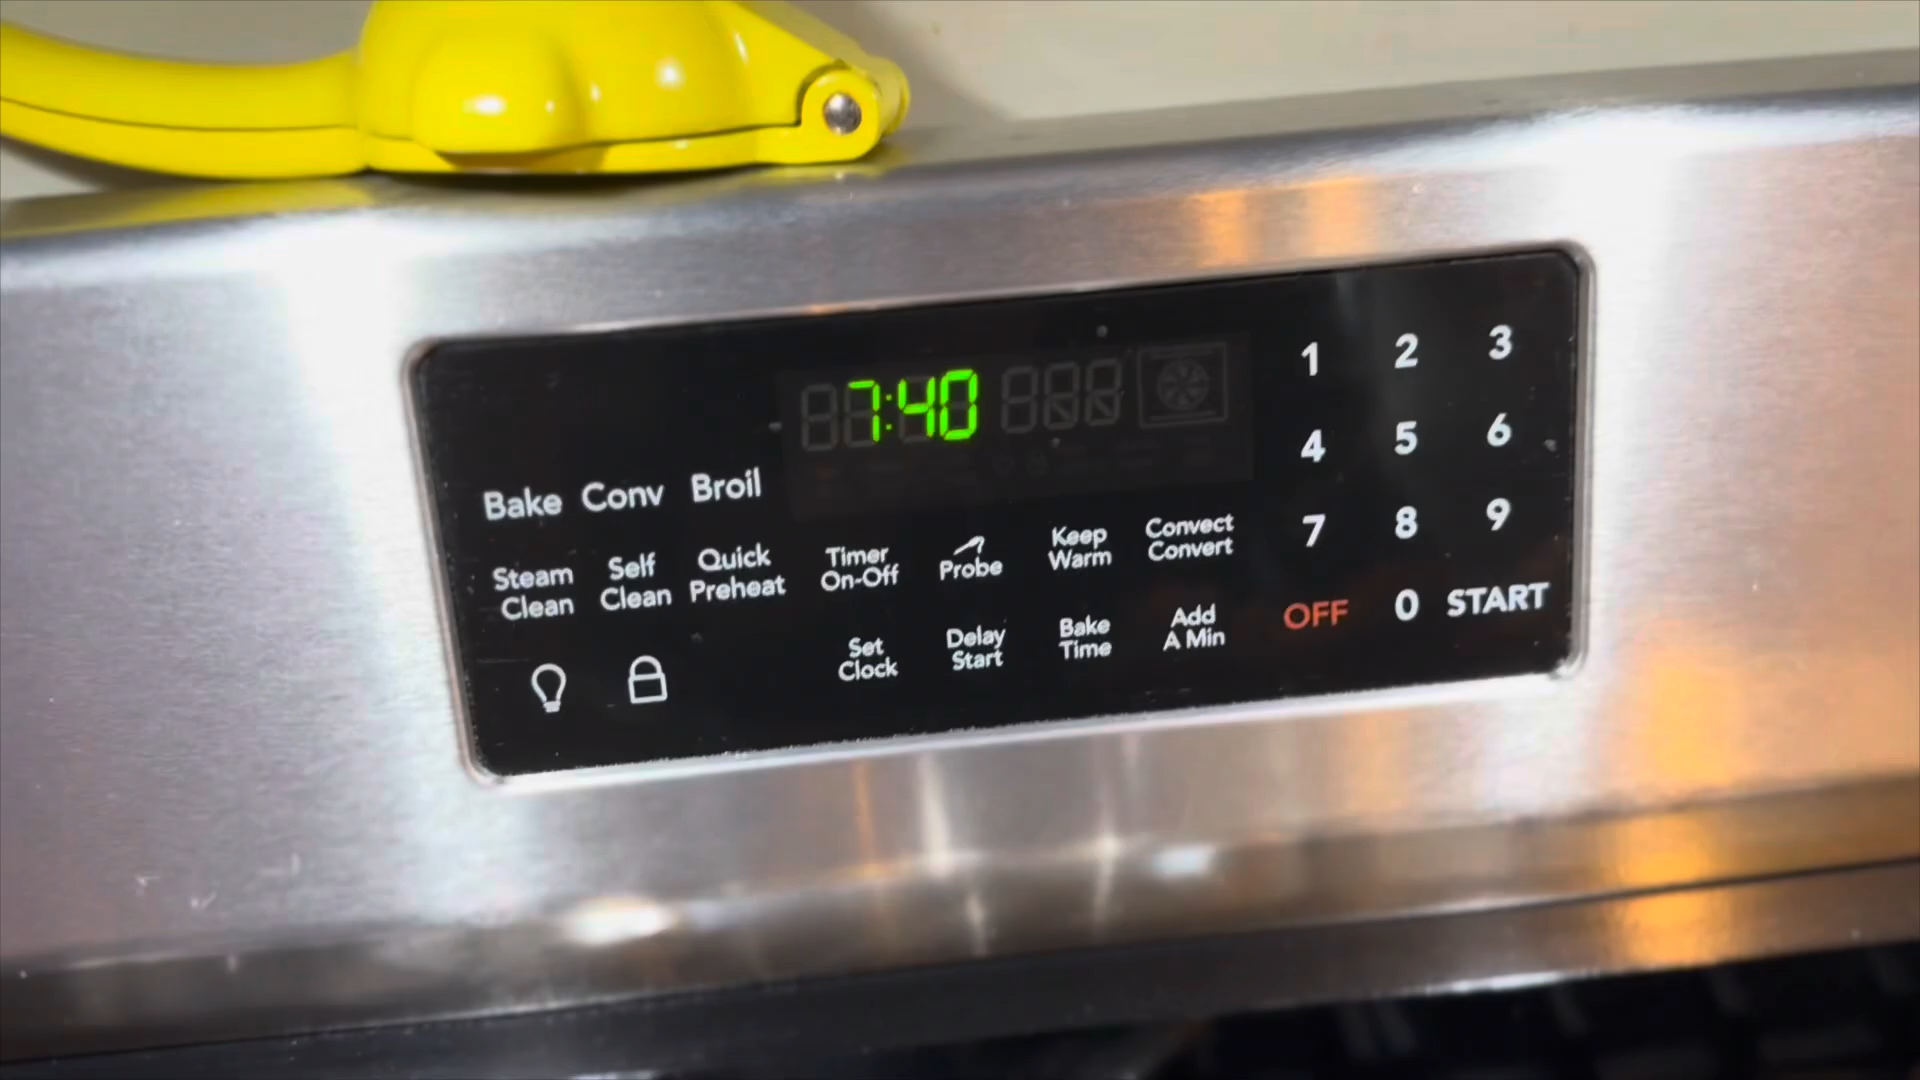 7:40
1 2 3
4 5 6
7 8 9
OFF 0 START
Bake Conv Broil
Steam Clean
Self Clean
Quick Preheat
Timer On-Off
Probe
Keep Warm
Convect Convert
Set Clock
Delay Start
Bake Time
Add A Min